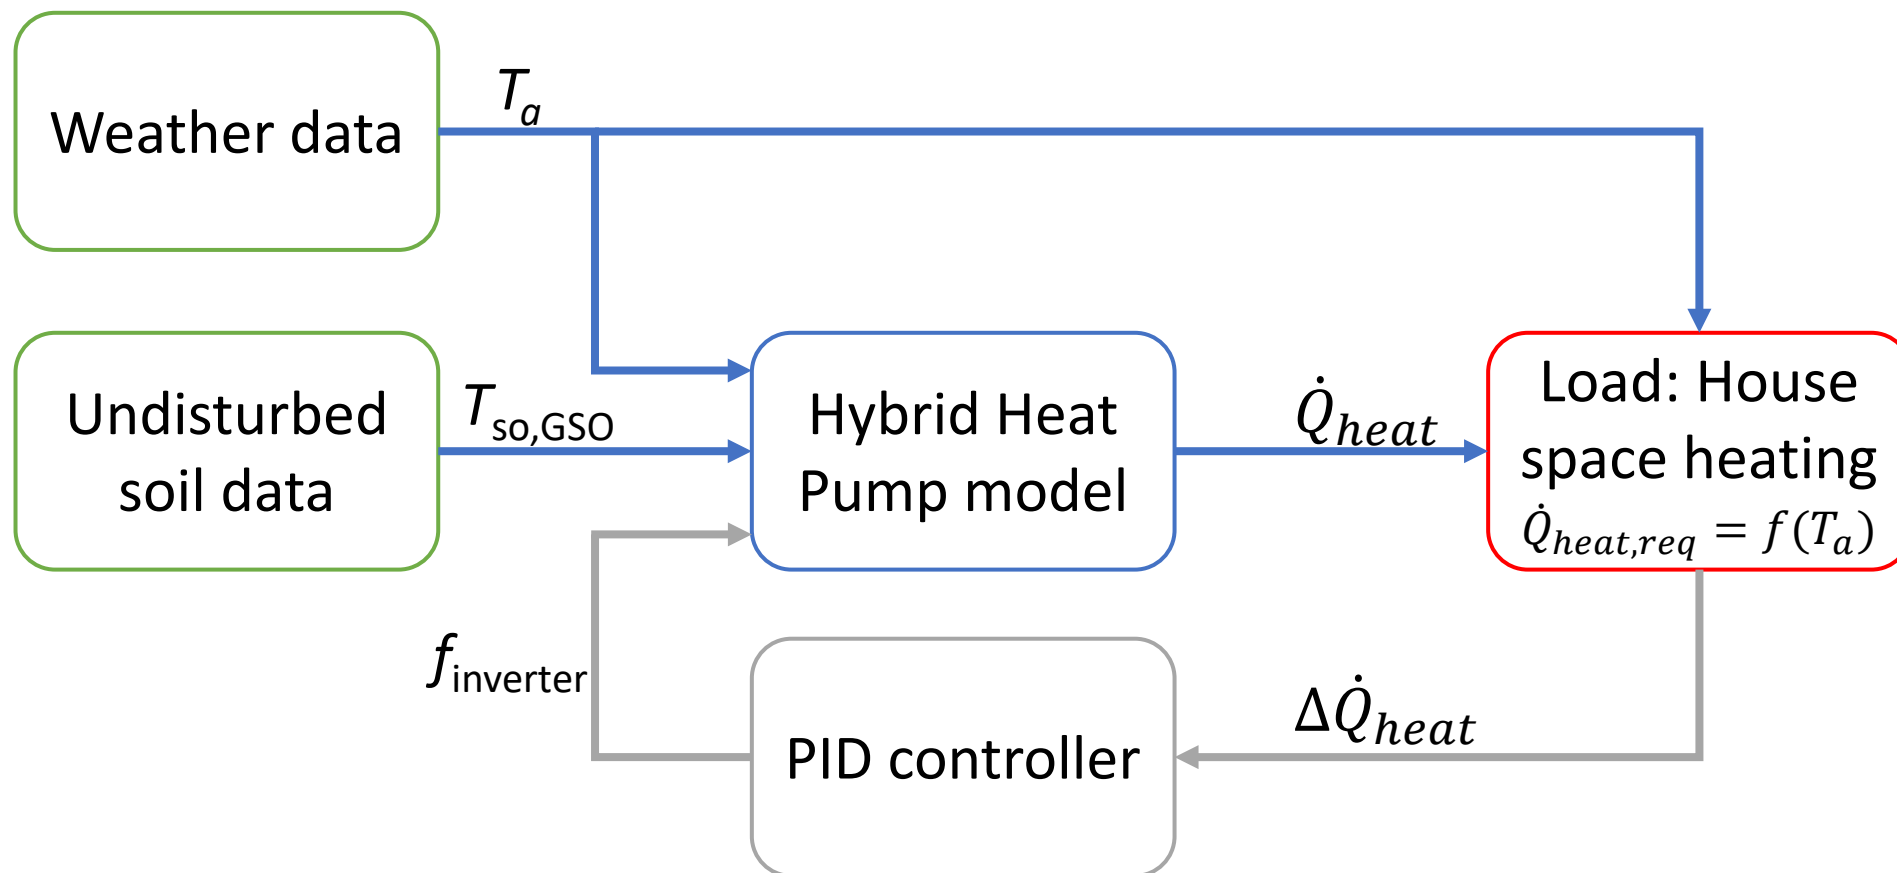 Weather data
T_a
Undisturbed
soil data
T_so,GSO
Hybrid Heat
Pump model
Q̇_heat
Load: House
space heating
Q̇_heat,req = f(T_a)
f_inverter
PID controller
ΔQ̇_heat